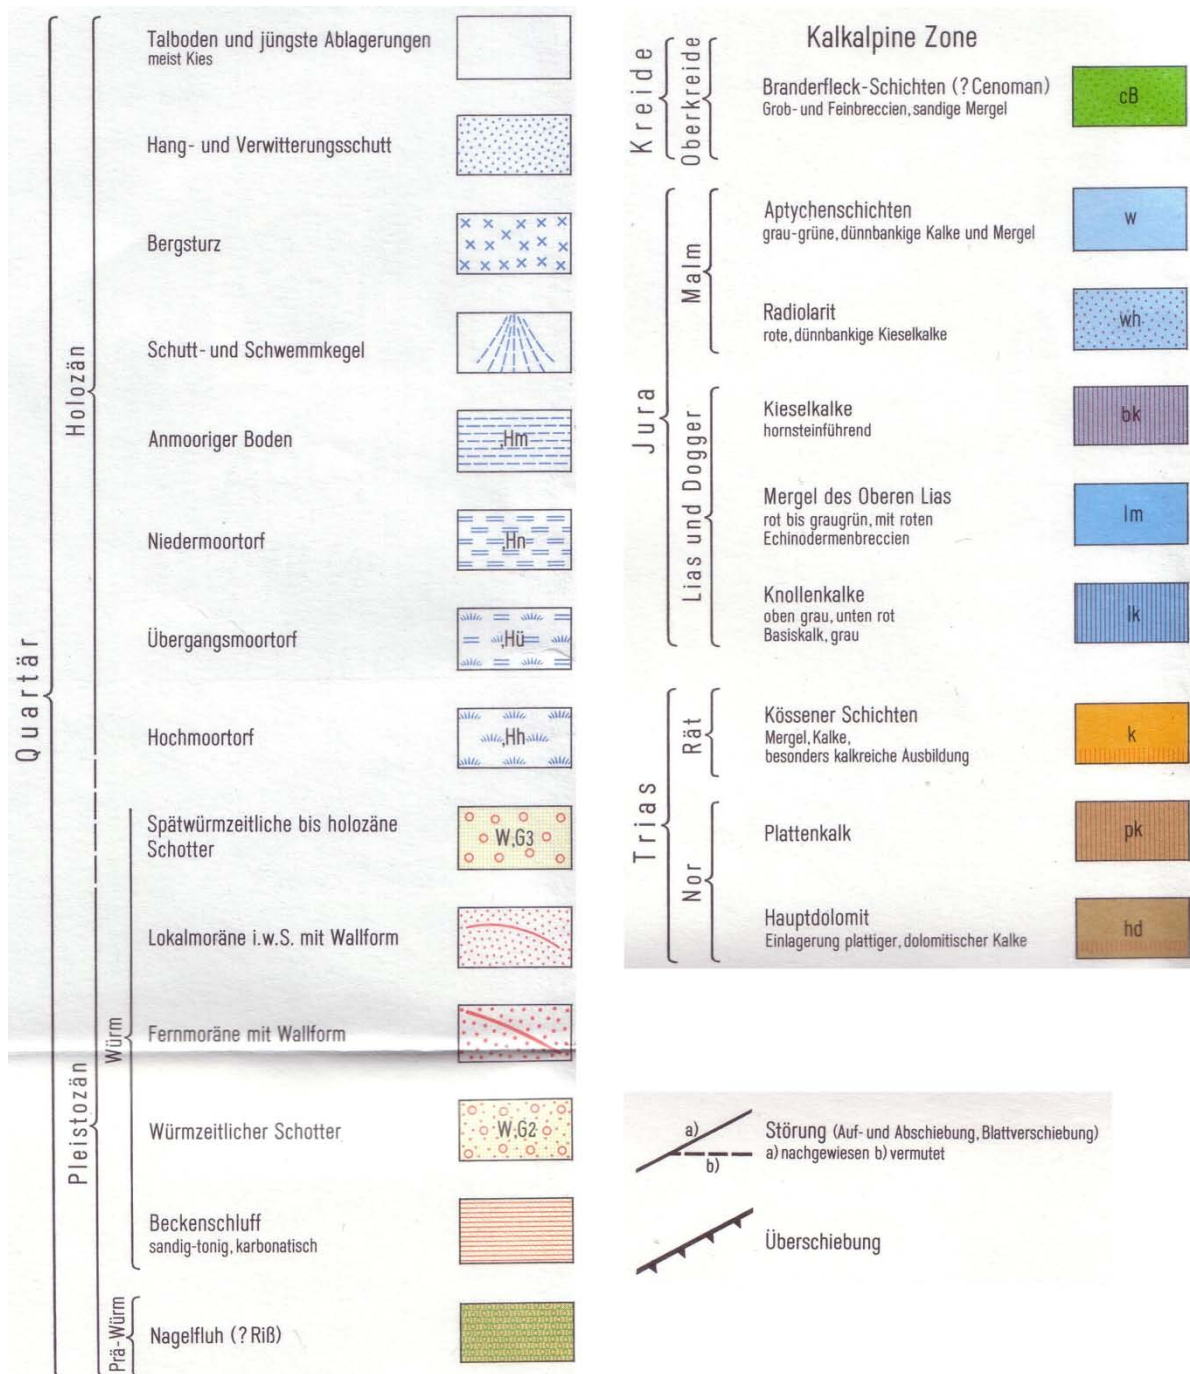 Quartär
Holozän
Talboden und jüngste Ablagerungen
meist Kies
Hang- und Verwitterungsschutt
Bergsturz
Schutt- und Schwemmkegel
Anmooriger Boden
,Hm
Niedermoortorf
,Hn
Übergangsmoortorf
,Hü
Hochmoortorf
,Hh
Pleistozän
Würm
Spätwürmzeitliche bis holozäne
Schotter
W,G3
Lokalmoräne i.w.S. mit Wallform
Fernmoräne mit Wallform
Würmzeitlicher Schotter
W,G2
Beckenschluff
sandig-tonig, karbonatisch
Prä-Würm
Nagelfluh (?Riß)
Kalkalpine Zone
Kreide
Oberkreide
Branderfleck-Schichten (?Cenoman)
Grob- und Feinbreccien, sandige Mergel
cB
Jura
Malm
Aptychenschichten
grau-grüne, dünnbankige Kalke und Mergel
w
Radiolarit
rote, dünnbankige Kieselkalke
wh
Lias und Dogger
Kieselkalke
hornsteinführend
bk
Mergel des Oberen Lias
rot bis graugrün, mit roten
Echinodermenbreccien
lm
Knollenkalke
oben grau, unten rot
Basiskalk, grau
lk
Trias
Rät
Kössener Schichten
Mergel, Kalke,
besonders kalkreiche Ausbildung
k
Nor
Plattenkalk
pk
Hauptdolomit
Einlagerung plattiger, dolomitischer Kalke
hd
a)
b)
Störung (Auf- und Abschiebung, Blattverschiebung)
a) nachgewiesen b) vermutet
Überschiebung